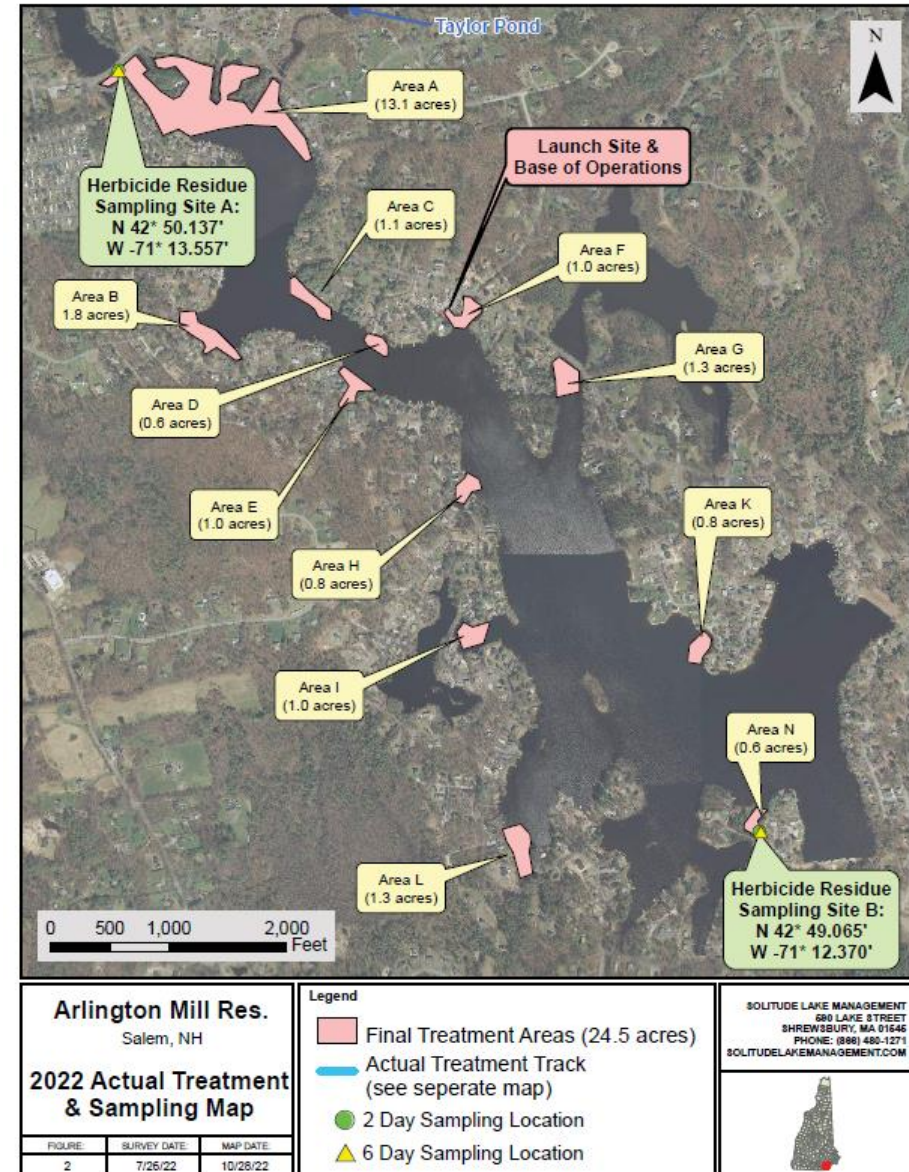 Taylor Pond
N
Area A
(13.1 acres)
Launch Site &
Base of Operations
Herbicide Residue
Sampling Site A:
N 42* 50.137'
W -71* 13.557'
Area C
(1.1 acres)
Area F
(1.0 acres)
Area B
1.8 acres)
Area G
(1.3 acres)
Area D
(0.6 acres)
Area E
(1.0 acres)
Area K
(0.8 acres)
Area H
(0.8 acres)
Area I
(1.0 acres)
Area N
(0.6 acres)
Area L
(1.3 acres)
Herbicide Residue
Sampling Site B:
N 42* 49.065'
W -71* 12.370'
0 500 1,000 2,000
Feet
Arlington Mill Res.
Salem, NH
2022 Actual Treatment
& Sampling Map
FIGURE: SURVEY DATE: MAP DATE:
2 7/26/22 10/28/22
Legend
Final Treatment Areas (24.5 acres)
Actual Treatment Track
(see seperate map)
2 Day Sampling Location
6 Day Sampling Location
SOLITUDE LAKE MANAGEMENT
590 LAKE STREET
SHREWSBURY, MA 01545
PHONE: (866) 480-1271
SOLITUDELAKEMANAGEMENT.COM